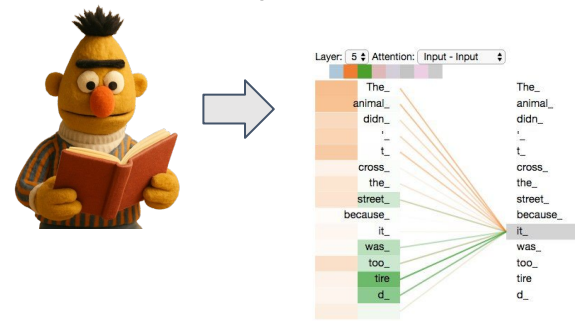 Layer: 5 Attention: Input - Input
The_ The_
animal_ animal_
didn_ didn_
'_ '_
t_ t_
cross_ cross_
the_ the_
street_ street_
because_ because_
it_ it_
was_ was_
too_ too_
tire tire
d_ d_